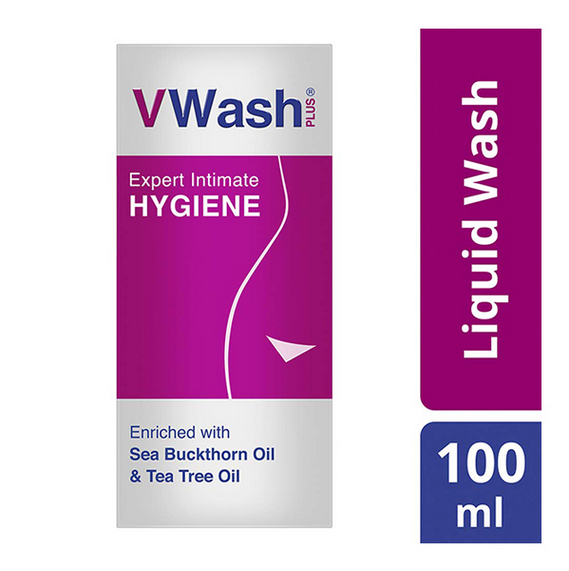 VWash PLUS®
Expert Intimate
HYGIENE
Enriched with
Sea Buckthorn Oil
& Tea Tree Oil
Liquid Wash
100
ml